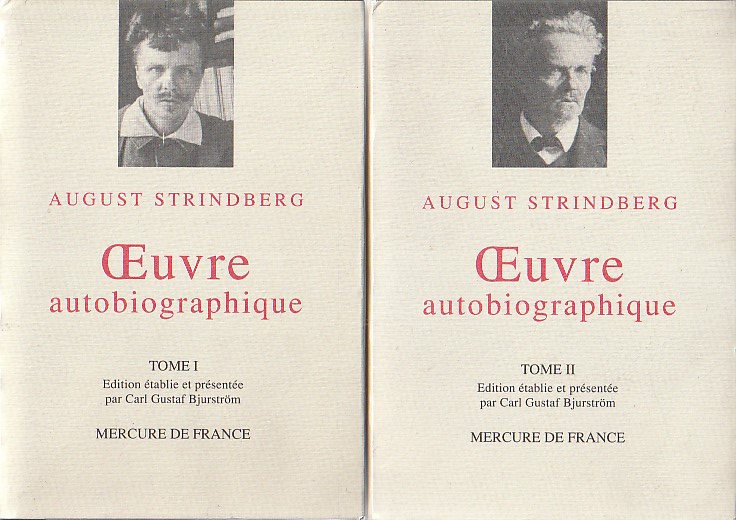 AUGUST STRINDBERG
Œuvre
autobiographique
TOME I
Edition établie et présentée
par Carl Gustaf Bjurström
MERCURE DE FRANCE
AUGUST STRINDBERG
Œuvre
autobiographique
TOME II
Edition établie et présentée
par Carl Gustaf Bjurström
MERCURE DE FRANCE